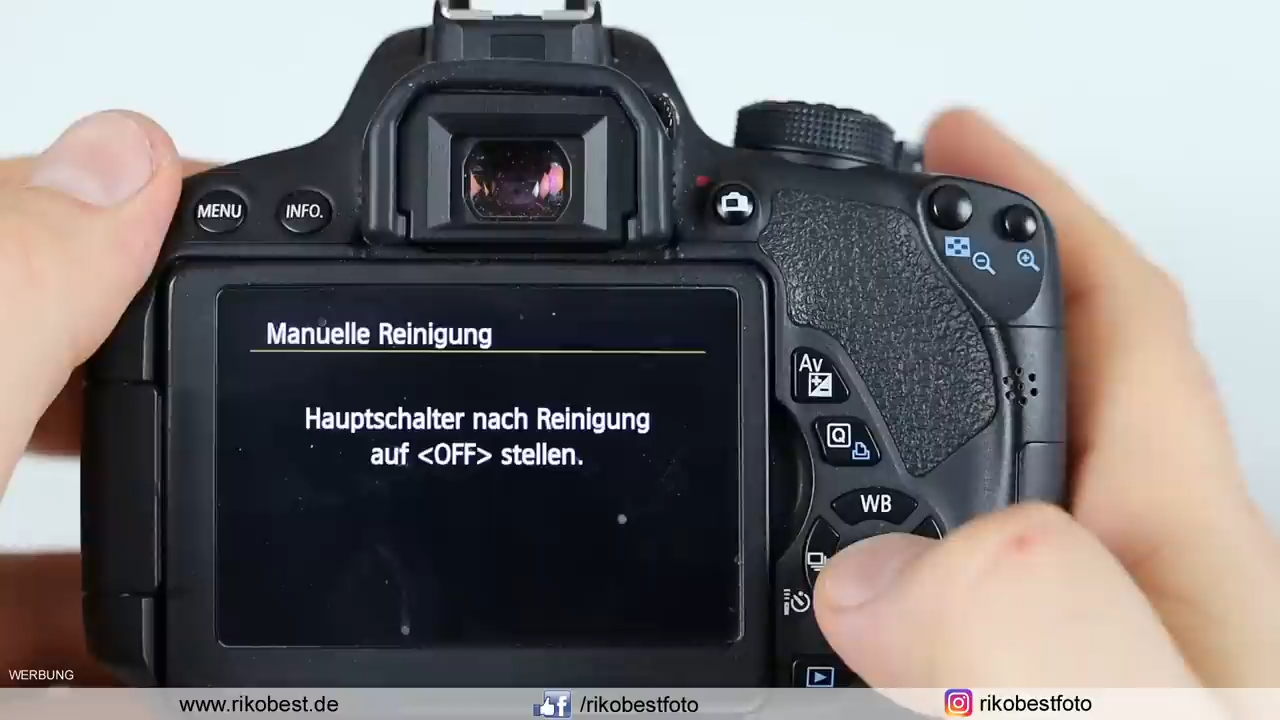 MENU
INFO.
Manuelle Reinigung
Hauptschalter nach Reinigung
auf <OFF> stellen.
Av
Q
WB
WERBUNG
www.rikobest.de
/rikobestfoto
rikobestfoto